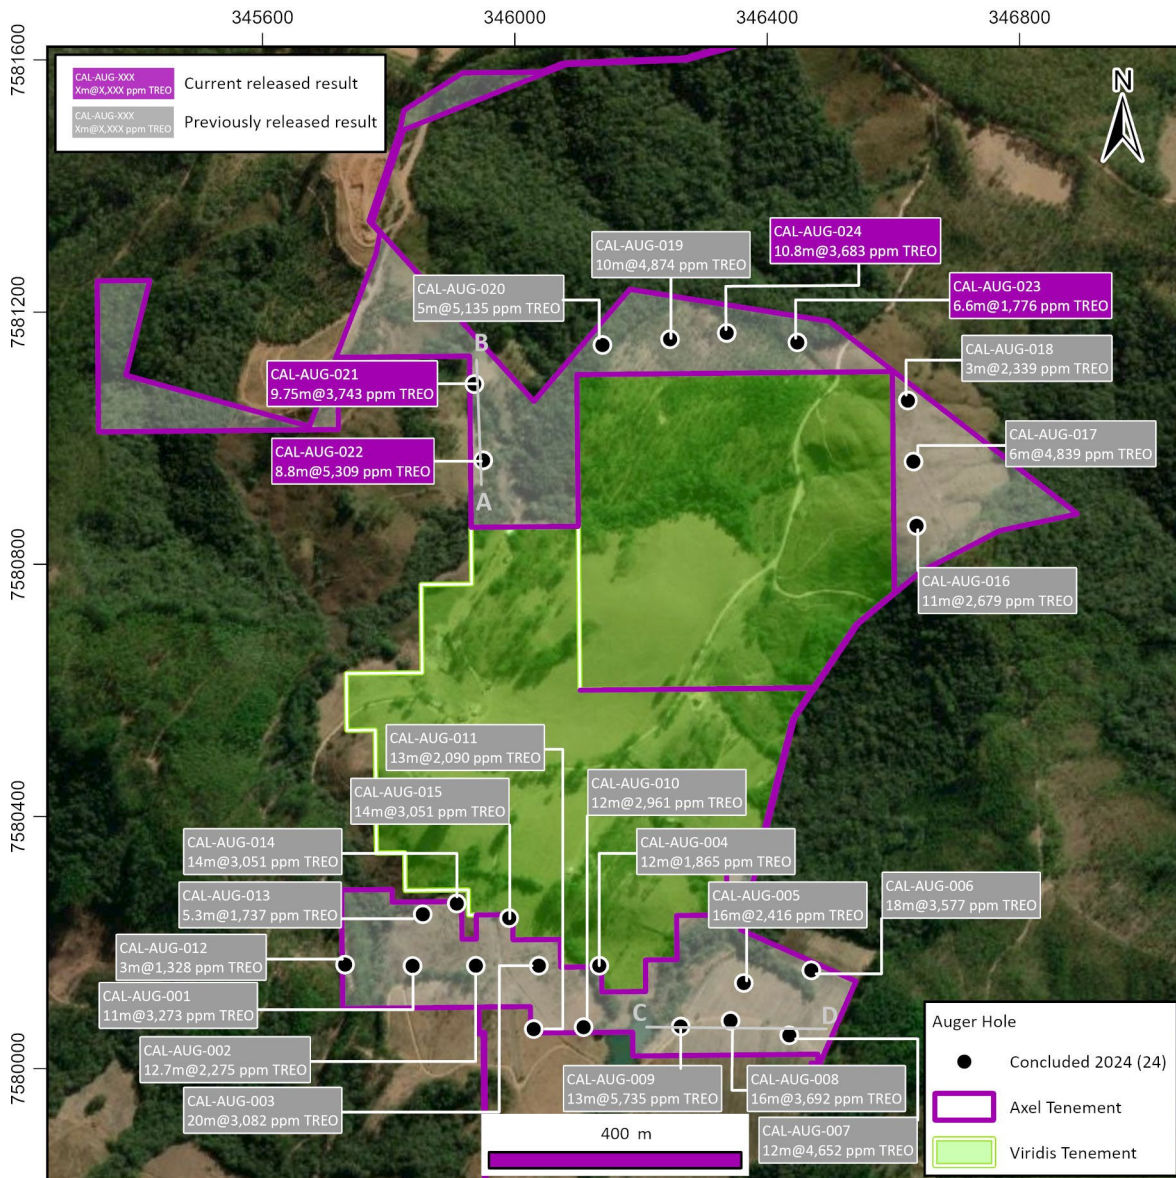 345600
346000
346400
346800
7581600
7581200
7580800
7580400
7580000
CAL-AUG-XXX
Xm@X,XXX ppm TREO
Current released result
CAL-AUG-XXX
Xm@X,XXX ppm TREO
Previously released result
N
CAL-AUG-024
10.8m@3,683 ppm TREO
CAL-AUG-019
10m@4,874 ppm TREO
CAL-AUG-020
5m@5,135 ppm TREO
CAL-AUG-023
6.6m@1,776 ppm TREO
CAL-AUG-018
3m@2,339 ppm TREO
B
CAL-AUG-021
9.75m@3,743 ppm TREO
CAL-AUG-017
6m@4,839 ppm TREO
CAL-AUG-022
8.8m@5,309 ppm TREO
A
CAL-AUG-016
11m@2,679 ppm TREO
CAL-AUG-011
13m@2,090 ppm TREO
CAL-AUG-010
12m@2,961 ppm TREO
CAL-AUG-015
14m@3,051 ppm TREO
CAL-AUG-014
14m@3,051 ppm TREO
CAL-AUG-004
12m@1,865 ppm TREO
CAL-AUG-006
18m@3,577 ppm TREO
CAL-AUG-013
5.3m@1,737 ppm TREO
CAL-AUG-005
16m@2,416 ppm TREO
CAL-AUG-012
3m@1,328 ppm TREO
CAL-AUG-001
11m@3,273 ppm TREO
C
D
CAL-AUG-002
12.7m@2,275 ppm TREO
CAL-AUG-003
20m@3,082 ppm TREO
CAL-AUG-009
13m@5,735 ppm TREO
CAL-AUG-008
16m@3,692 ppm TREO
CAL-AUG-007
12m@4,652 ppm TREO
400 m
Auger Hole
Concluded 2024 (24)
Axel Tenement
Viridis Tenement